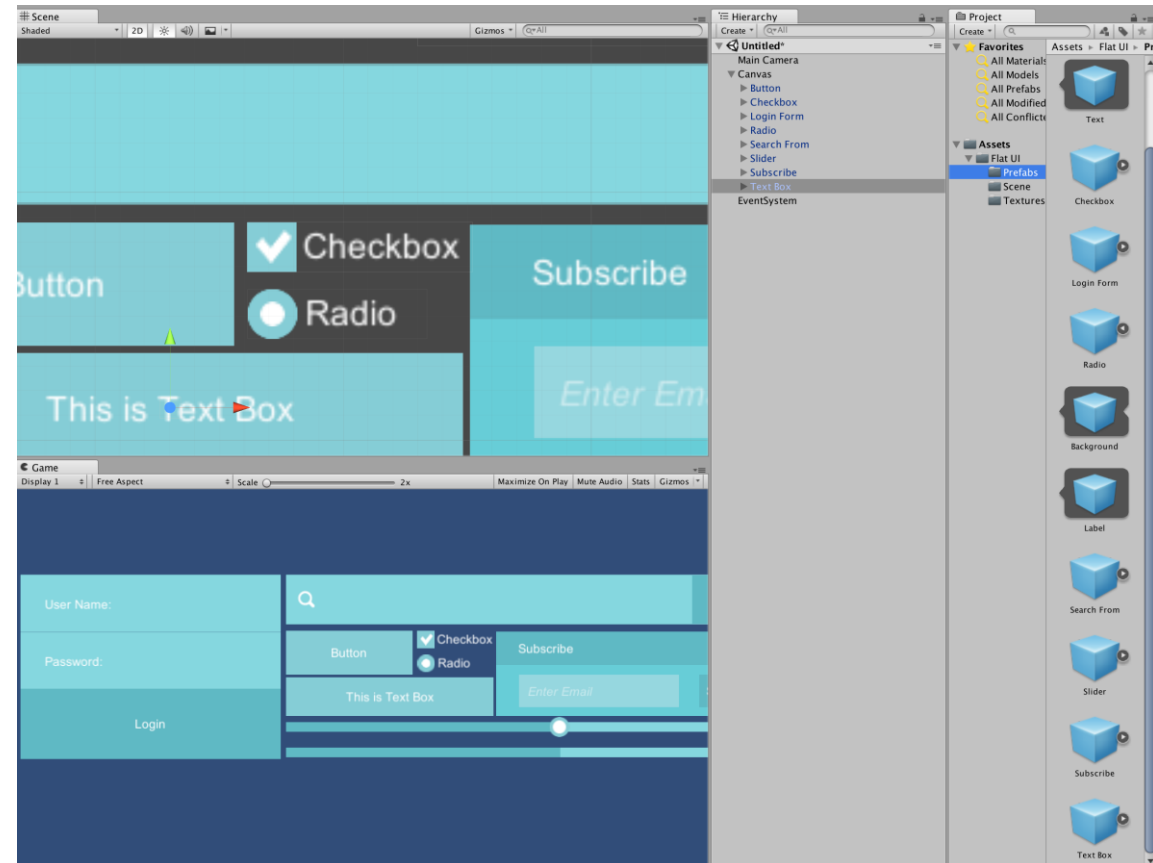 Scene
Shaded
2D
Gizmos
All
Button
Checkbox
Radio
Subscribe
This is Text Box
Enter Em
Game
Display 1
Free Aspect
Scale
2x
Maximize On Play
Mute Audio
Stats
Gizmos
User Name:
Password:
Login
Button
Checkbox
Radio
This is Text Box
Subscribe
Enter Email
Hierarchy
Create
All
Untitled*
Main Camera
Canvas
Button
Checkbox
Login Form
Radio
Search From
Slider
Subscribe
Text Box
EventSystem
Project
Create
Favorites
All Materials
All Models
All Prefabs
All Modified
All Conflicte
Assets
Flat UI
Prefabs
Scene
Textures
Assets ▸ Flat UI ▸ Pr
Text
Checkbox
Login Form
Radio
Background
Label
Search From
Slider
Subscribe
Text Box